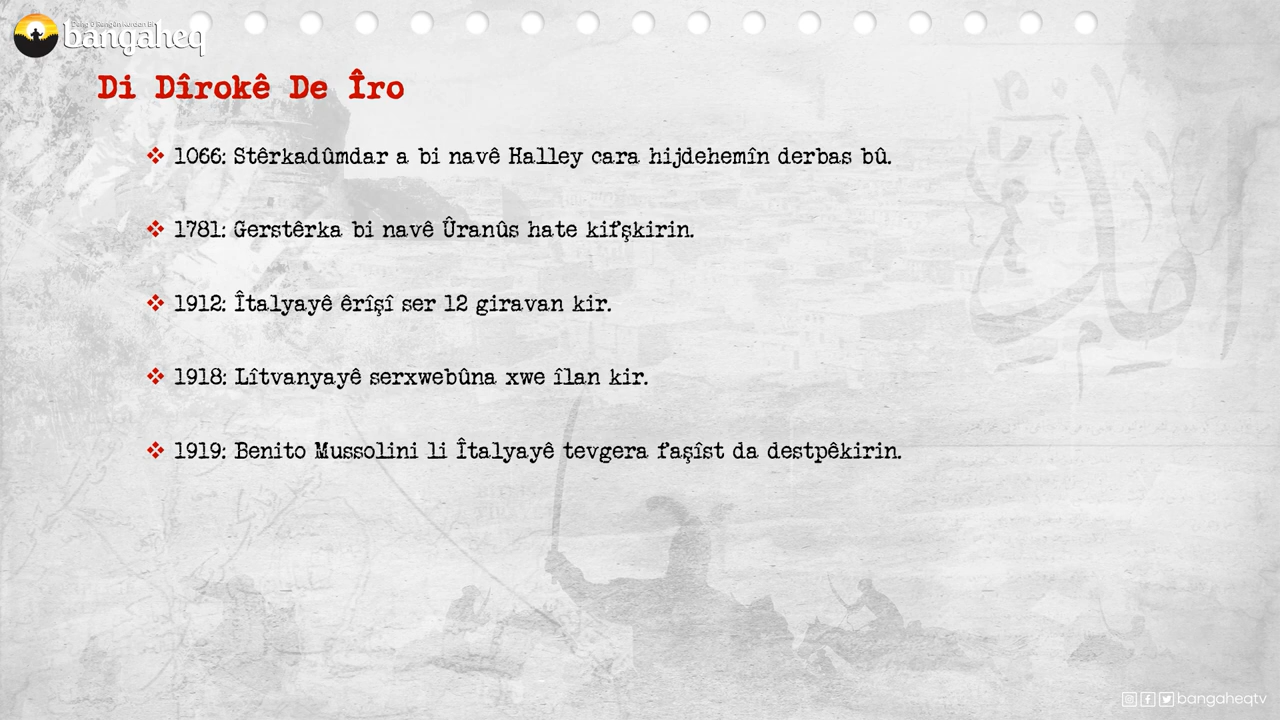 bangaheq
Di Dîrokê De Îro
1066: Stêrkadûmdar a bi navê Halley cara hijdehemîn derbas bû.
1781: Gerstêrka bi navê Ûranûs hate kifşkirin.
1912: Îtalyayê êrîşî ser 12 giravan kir.
1918: Lîtvanyayê serxwebûna xwe îlan kir.
1919: Benito Mussolini li Îtalyayê tevgera faşîst da destpêkirin.
bangaheqtv